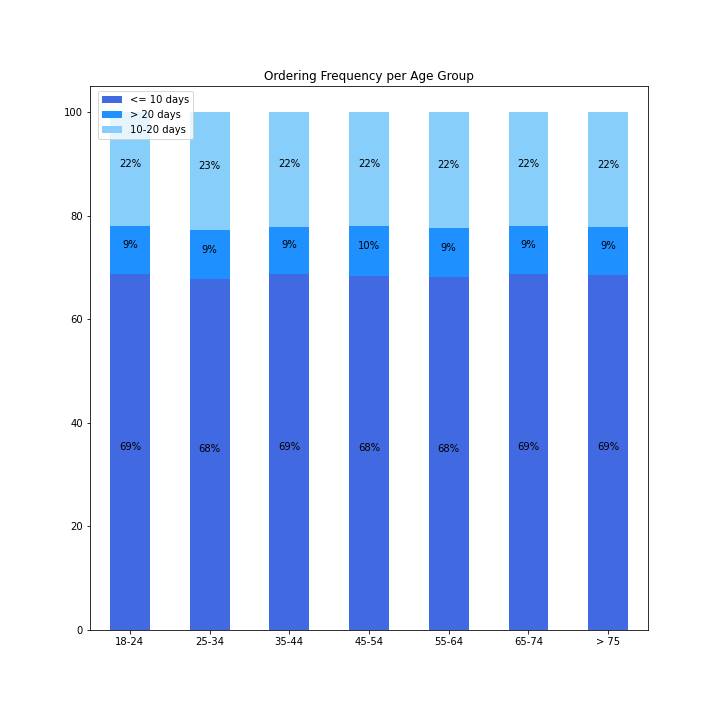 Ordering Frequency per Age Group
<= 10 days
> 20 days
10-20 days
100
80
60
40
20
0
22% 23% 22% 22% 22% 22% 22%
9% 9% 9% 10% 9% 9% 9%
69% 68% 69% 68% 68% 69% 69%
18-24 25-34 35-44 45-54 55-64 65-74 > 75